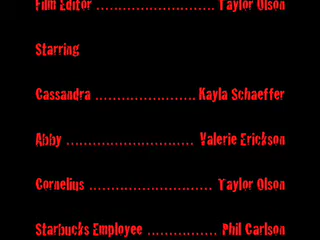 Film Editor ............................ Taylor Olson
Starring
Cassandra ....................... Kayla Schaeffer
Abby ............................. Valerie Erickson
Cornelius ............................ Taylor Olson
Starbucks Employee ................ Phil Carlson